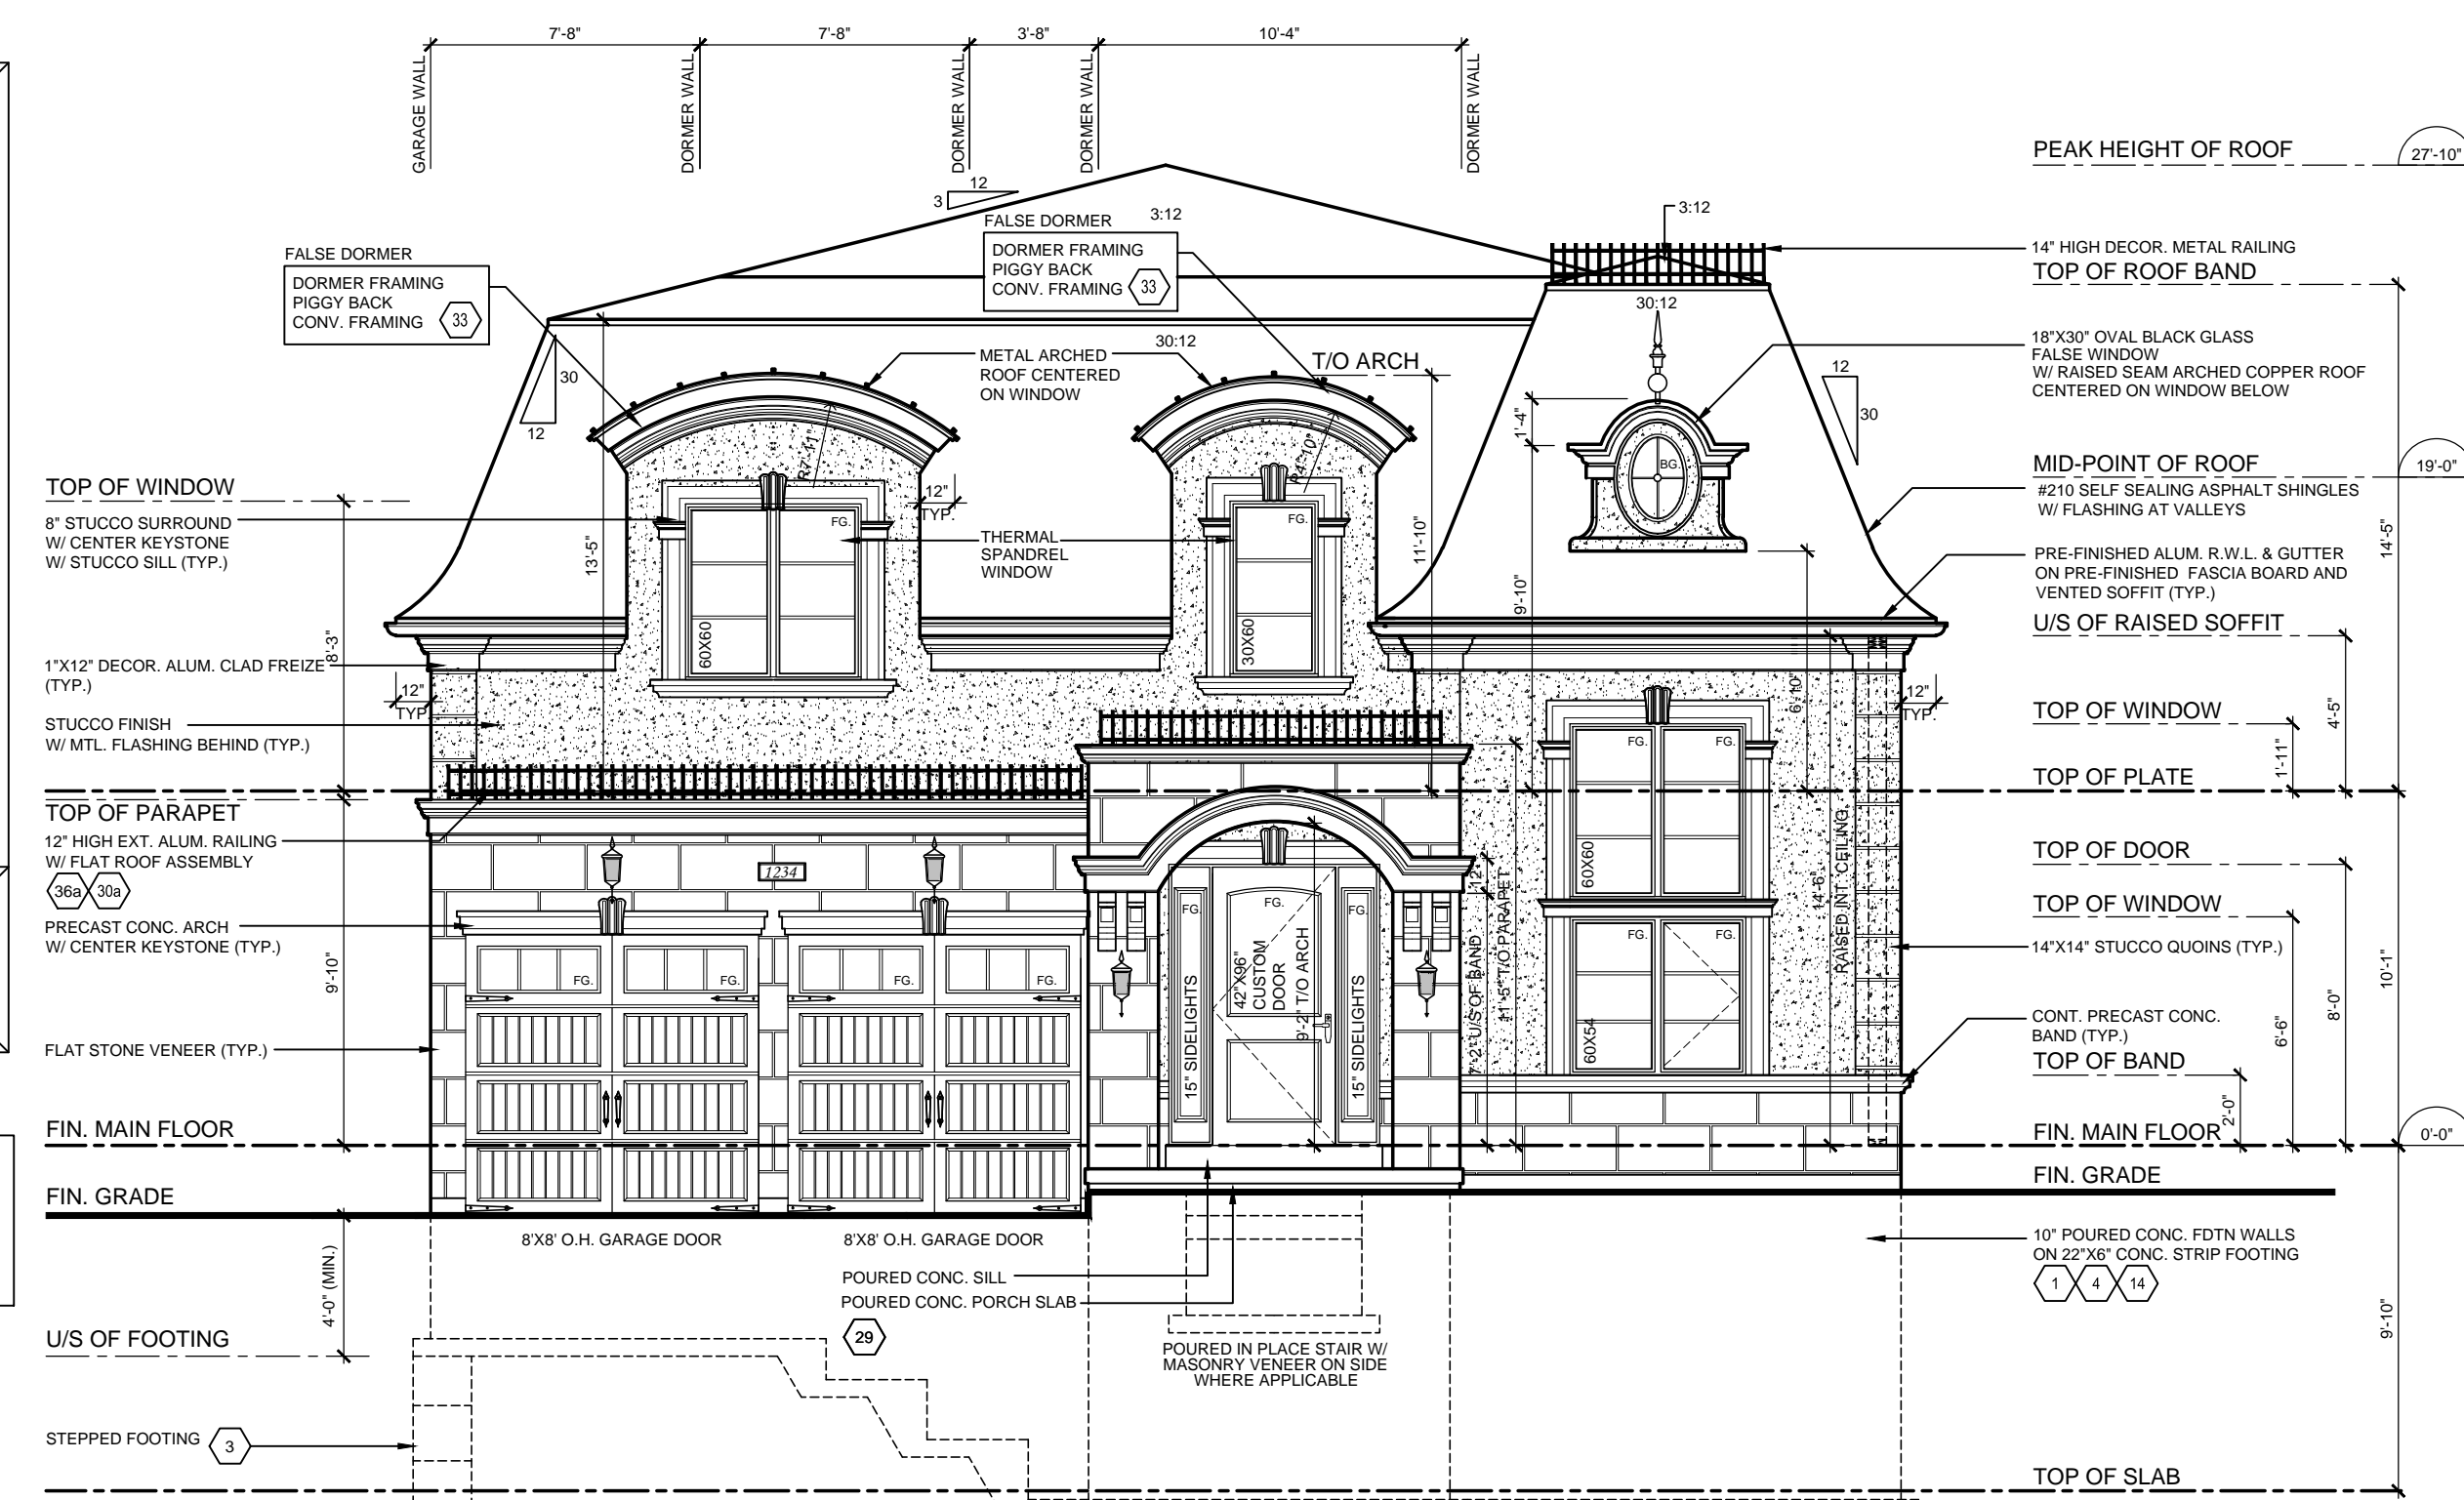 7'-8"
7'-8"
3'-8"
10'-4"
GARAGE WALL
DORMER WALL
DORMER WALL
DORMER WALL
DORMER WALL
PEAK HEIGHT OF ROOF
27'-10"
12
3
3:12
3:12
FALSE DORMER
DORMER FRAMING
PIGGY BACK
CONV. FRAMING
33
FALSE DORMER
DORMER FRAMING
PIGGY BACK
CONV. FRAMING
33
14" HIGH DECOR. METAL RAILING
TOP OF ROOF BAND
30:12
30:12
METAL ARCHED
ROOF CENTERED
ON WINDOW
T/O ARCH
18"X30" OVAL BLACK GLASS
FALSE WINDOW
W/ RAISED SEAM ARCHED COPPER ROOF
CENTERED ON WINDOW BELOW
30
12
12
30
1'-4"
R7'-11"
R4'-10"
BG.
MID-POINT OF ROOF
19'-0"
#210 SELF SEALING ASPHALT SHINGLES
W/ FLASHING AT VALLEYS
TOP OF WINDOW
8" STUCCO SURROUND
W/ CENTER KEYSTONE
W/ STUCCO SILL (TYP.)
12"
TYP.
FG.
FG.
THERMAL
SPANDREL
WINDOW
13'-5"
11'-10"
9'-10"
14'-5"
PRE-FINISHED ALUM. R.W.L. & GUTTER
ON PRE-FINISHED FASCIA BOARD AND
VENTED SOFFIT (TYP.)
U/S OF RAISED SOFFIT
60X60
30X60
8'-3"
1"X12" DECOR. ALUM. CLAD FREIZE
(TYP.)
12"
TYP
6'-10"
12"
TYP.
STUCCO FINISH
W/ MTL. FLASHING BEHIND (TYP.)
TOP OF WINDOW
4'-5"
1'-11"
FG.
FG.
TOP OF PLATE
TOP OF PARAPET
12" HIGH EXT. ALUM. RAILING
W/ FLAT ROOF ASSEMBLY
36a
30a
1234
TOP OF DOOR
60X60
12"
RAISED INT. CEILING
14'-6"
PRECAST CONC. ARCH
W/ CENTER KEYSTONE (TYP.)
TOP OF WINDOW
14"X14" STUCCO QUOINS (TYP.)
9'-10"
FG.
FG.
FG.
FG.
FG.
FG.
FG.
FG.
FG.
42"X96"
CUSTOM
DOOR
9'-2" T/O ARCH
15" SIDELIGHTS
15" SIDELIGHTS
7'-2" U/S OF BAND
11'-5" T/O PARAPET
60X54
10'-1"
8'-0"
6'-6"
FLAT STONE VENEER (TYP.)
CONT. PRECAST CONC.
BAND (TYP.)
TOP OF BAND
2'-0"
FIN. MAIN FLOOR
FIN. MAIN FLOOR
0'-0"
FIN. GRADE
FIN. GRADE
8'X8' O.H. GARAGE DOOR
8'X8' O.H. GARAGE DOOR
4'-0" (MIN.)
10" POURED CONC. FDTN WALLS
ON 22"X6" CONC. STRIP FOOTING
1
4
14
POURED CONC. SILL
POURED CONC. PORCH SLAB
29
U/S OF FOOTING
9'-10"
POURED IN PLACE STAIR W/
MASONRY VENEER ON SIDE
WHERE APPLICABLE
STEPPED FOOTING
3
TOP OF SLAB